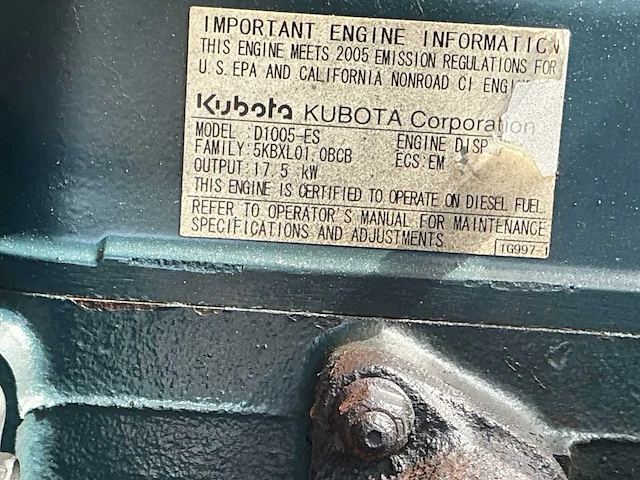 IMPORTANT ENGINE INFORMATION
THIS ENGINE MEETS 2005 EMISSION REGULATIONS FOR
U.S. EPA AND CALIFORNIA NONROAD CI
Kubota KUBOTA Corporation
MODEL :D1005-ES ENGINE DISP
FAMILY:5KBXL01.0BCB ECS:EM
OUTPUT:17.5 kW
THIS ENGINE IS CERTIFIED TO OPERATE ON DIESEL FUEL.
REFER TO OPERATOR'S MANUAL FOR MAINTENANCE
SPECIFICATIONS AND ADJUSTMENTS
TG997-1